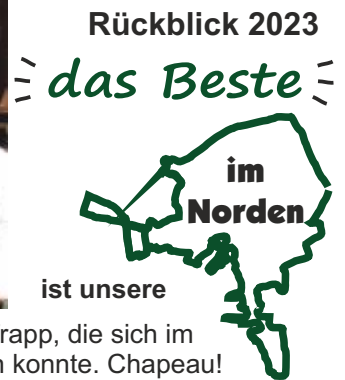 Rückblick 2023
das Beste
im
Norden
ist unsere
rapp, die sich im
konnte. Chapeau!